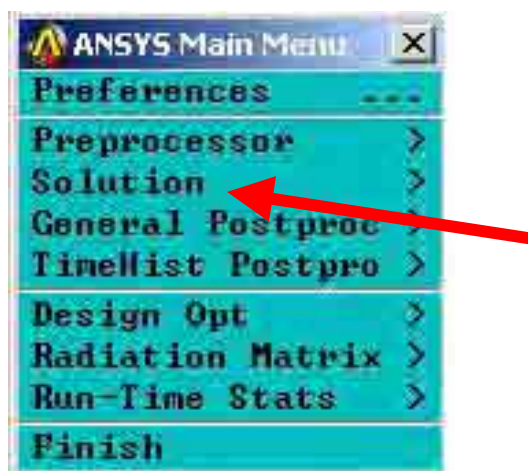 ANSYS Main Menu
Preferences ...
Preprocessor >
Solution >
General Postproc >
TimeHist Postpro >
Design Opt >
Radiation Matrix >
Run-Time Stats >
Finish